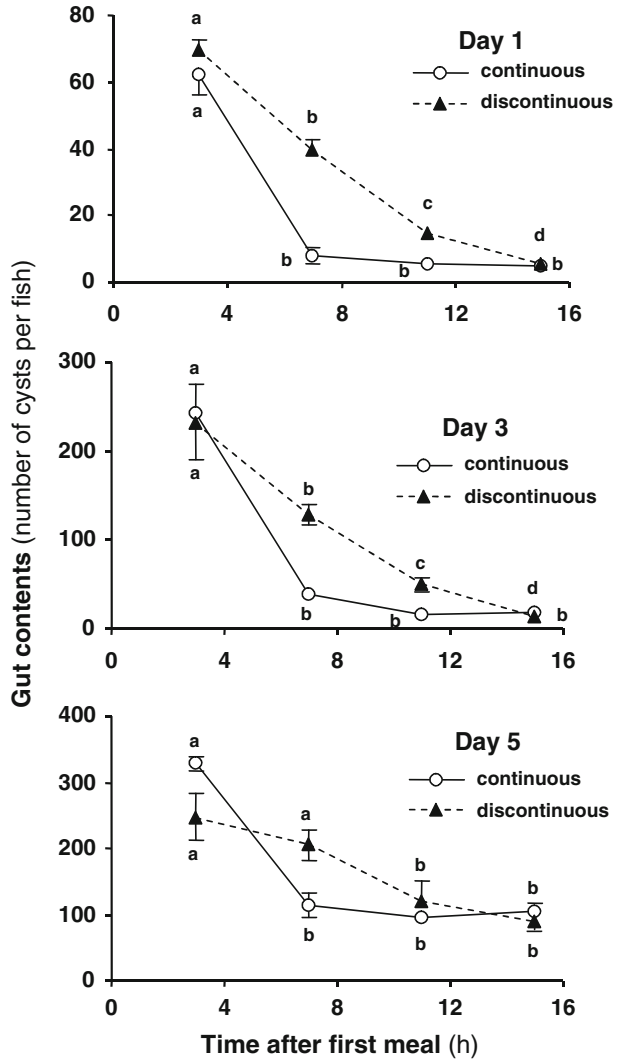 Gut contents (number of cysts per fish)
80
60
40
20
0
a
a
b
b
c
b
d
b
Day 1
continuous
discontinuous
0 4 8 12 16
300
200
100
0
a
a
b
b
c
b
d
b
Day 3
continuous
discontinuous
0 4 8 12 16
400
300
200
100
0
a
a
a
b
b
b
b
b
Day 5
continuous
discontinuous
0 4 8 12 16
Time after first meal (h)